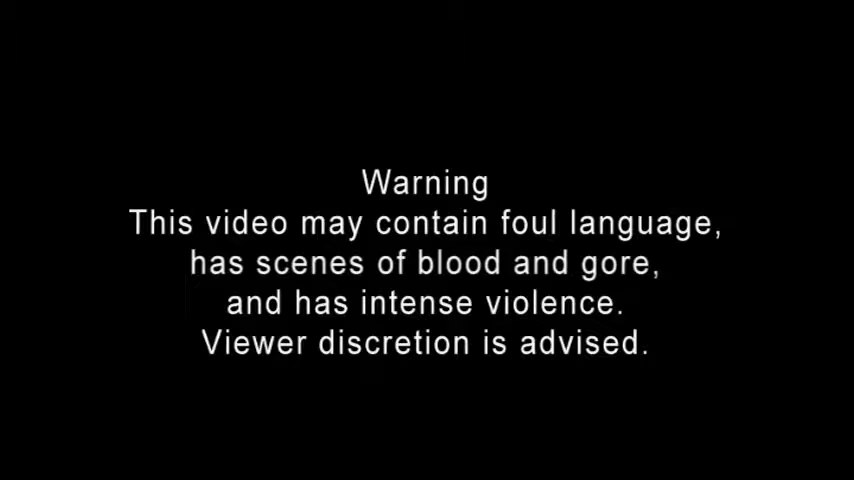 Warning
This video may contain foul language,
has scenes of blood and gore,
and has intense violence.
Viewer discretion is advised.